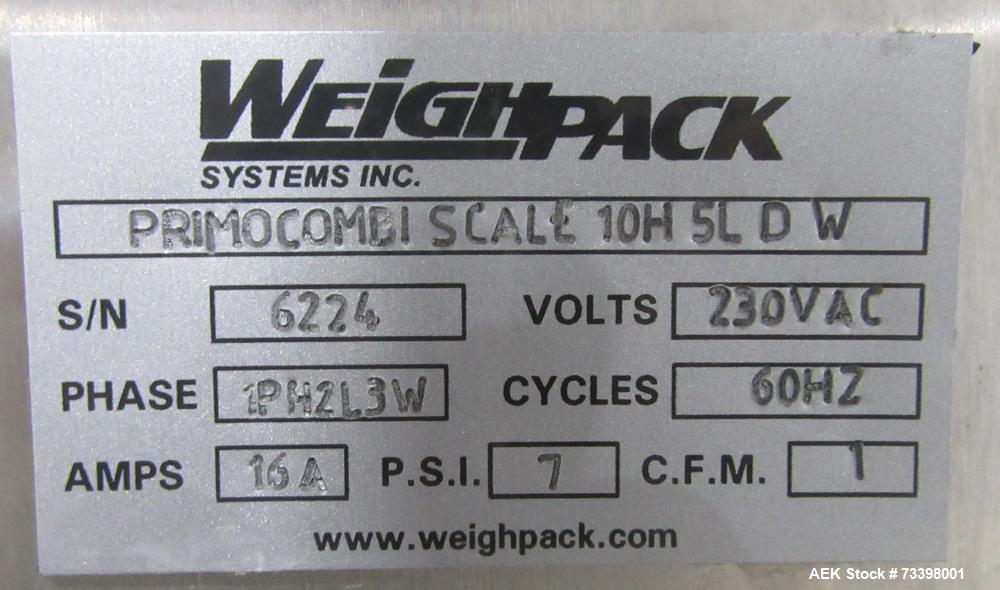 WEIGHPACK
SYSTEMS INC.
PRIMOCOMBI SCALE 10H 5L D W
S/N 6224 VOLTS 230VAC
PHASE 1PH2L3W CYCLES 60HZ
AMPS 16A P.S.I. 7 C.F.M. 1
www.weighpack.com
AEK Stock # 73398001